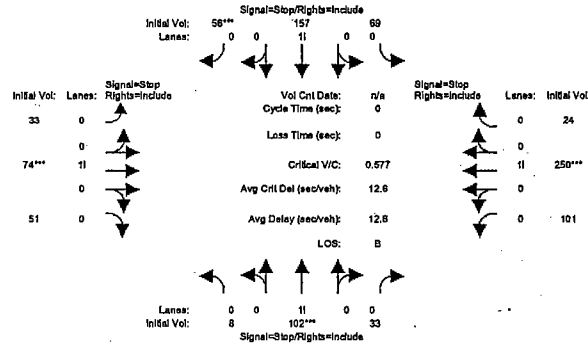 Signal=Stop/Rights=Include
Initial Vol: 56*** 157 69
Lanes: 0 0 1! 0 0
Signal=Stop
Initial Vol: Lanes: Rights=Include
Vol Cnt Date: n/a
Signal=Stop
Rights=Include Lanes: Initial Vol:
Cycle Time (sec): 0
33 0
0 24
Loss Time (sec): 0
0
0
74*** 1! Critical V/C: 0.577 1! 250***
0 Avg Crit Del (sec/veh): 12.6 0
51 0 Avg Delay (sec/veh): 12.6 0 101
LOS: B
Lanes: 0 0 1! 0 0
Initial Vol: 8 102*** 33
Signal=Stop/Rights=Include